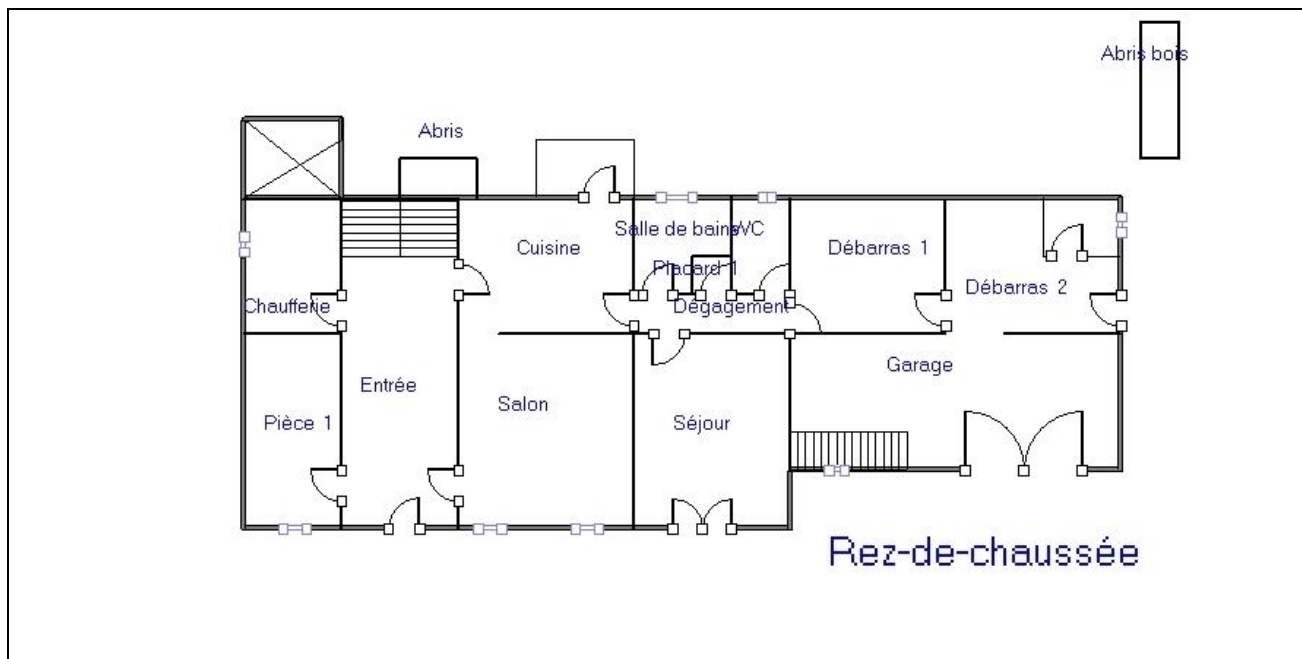 Abris bois
Abris
Salle de bains
WC
Cuisine
Débarras 1
Placard 1
Débarras 2
Chaufferie
Dégagement
Garage
Entrée
Salon
Pièce 1
Séjour
Rez-de-chaussée